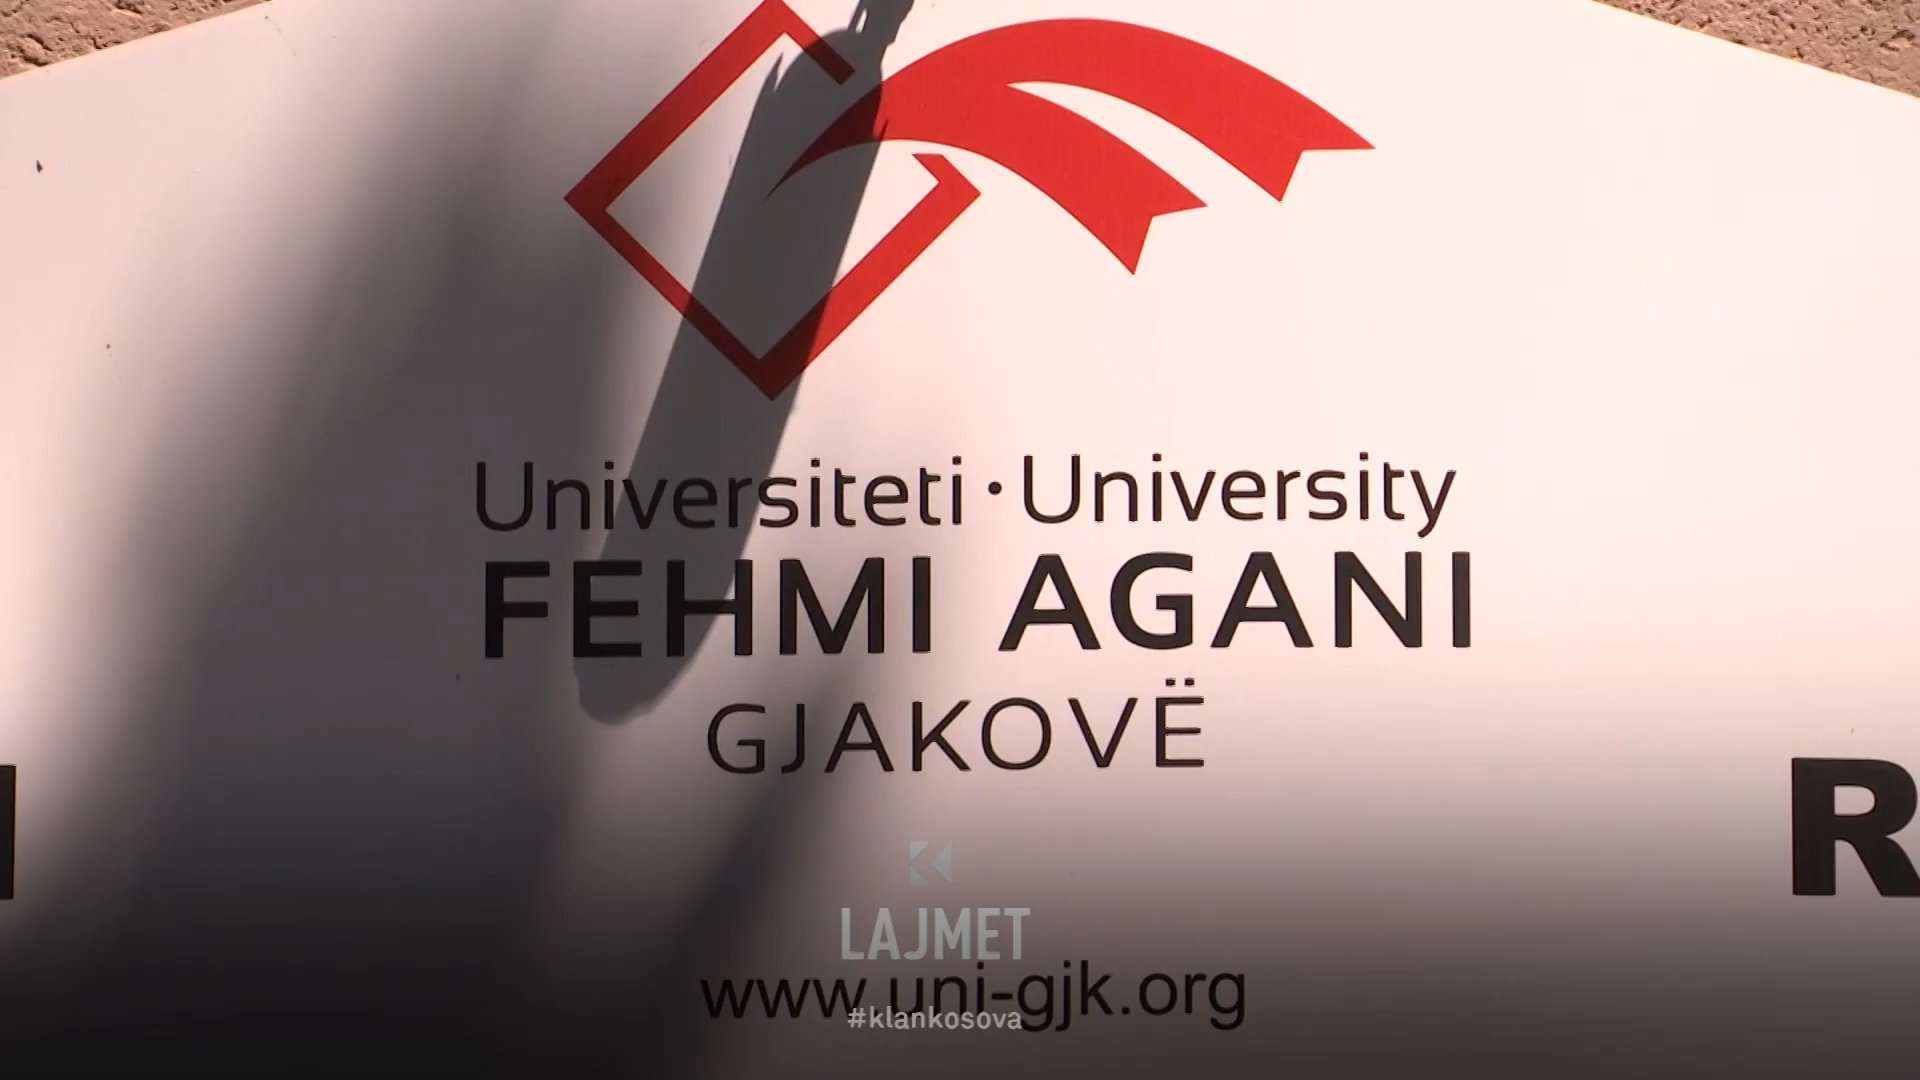 Universiteti · University
FEHMI AGANI
GJAKOVË
R
LAJMET
www.uni-gjk.org
#klankosova